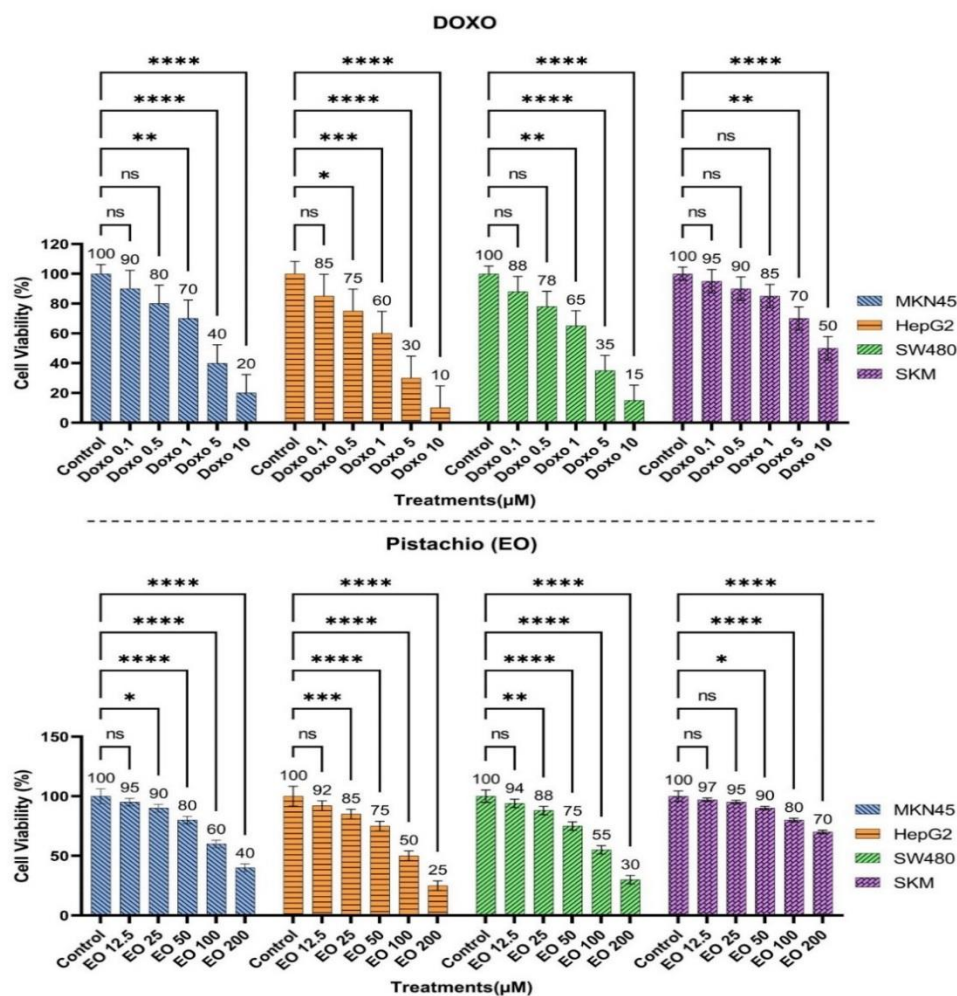 DOXO
**** **** **** ****
**** **** **** **
** *** ** ns
ns * ns ns
ns ns ns ns
Cell Viability (%)
120
100
80
60
40
20
0
100 90 80 70 40 20
100 85 75 60 30 10
100 88 78 65 35 15
100 95 90 85 70 50
Control Doxo 0.1 Doxo 0.5 Doxo 1 Doxo 5 Doxo 10
Control Doxo 0.1 Doxo 0.5 Doxo 1 Doxo 5 Doxo 10
Control Doxo 0.1 Doxo 0.5 Doxo 1 Doxo 5 Doxo 10
Control Doxo 0.1 Doxo 0.5 Doxo 1 Doxo 5 Doxo 10
Treatments(µM)
MKN45
HepG2
SW480
SKM
Pistachio (EO)
**** **** **** ****
**** **** **** ****
**** **** **** *
* *** ** ns
ns ns ns ns
Cell Viability (%)
150
100
50
0
100 95 90 80 60 40
100 92 85 75 50 25
100 94 88 75 55 30
100 97 95 90 80 70
Control EO 12.5 EO 25 EO 50 EO 100 EO 200
Control EO 12.5 EO 25 EO 50 EO 100 EO 200
Control EO 12.5 EO 25 EO 50 EO 100 EO 200
Control EO 12.5 EO 25 EO 50 EO 100 EO 200
Treatments(µM)
MKN45
HepG2
SW480
SKM